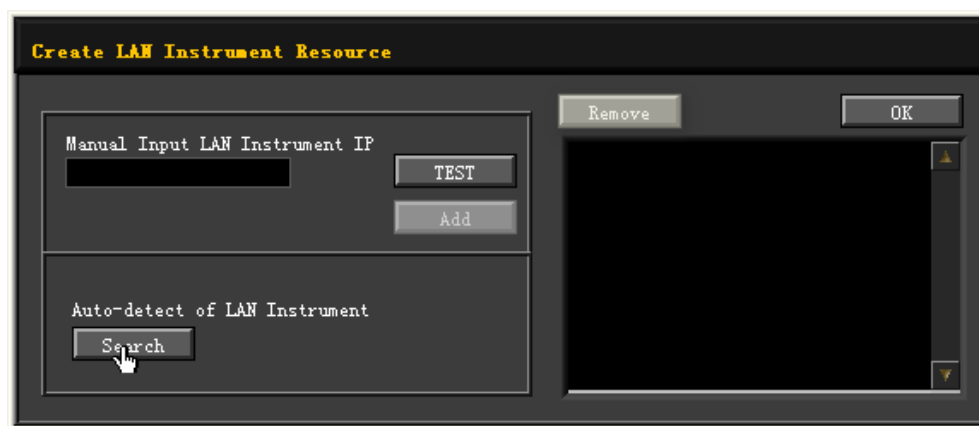 Create LAN Instrument Resource
Manual Input LAN Instrument IP
TEST
Add
Auto-detect of LAN Instrument
Search
Remove
OK